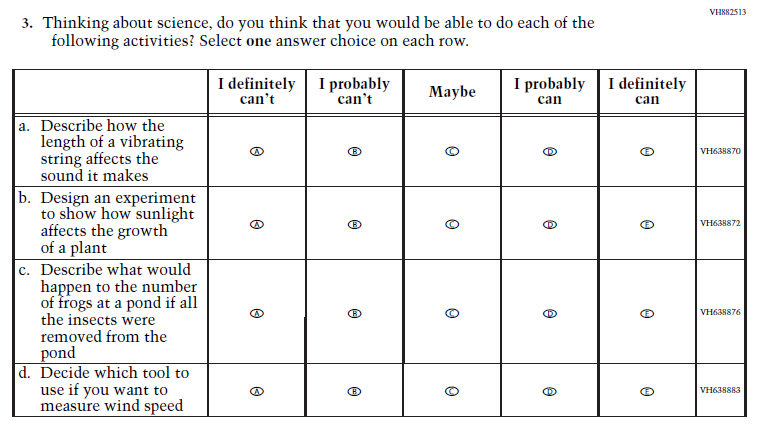 VH882513
3. Thinking about science, do you think that you would be able to do each of the
following activities? Select one answer choice on each row.
I definitely can't
I probably can't
Maybe
I probably can
I definitely can
a. Describe how the
length of a vibrating
string affects the
sound it makes
A B C D E VH638870
b. Design an experiment
to show how sunlight
affects the growth
of a plant
A B C D E VH638872
c. Describe what would
happen to the number
of frogs at a pond if all
the insects were
removed from the
pond
A B C D E VH638876
d. Decide which tool to
use if you want to
measure wind speed
A B C D E VH638883